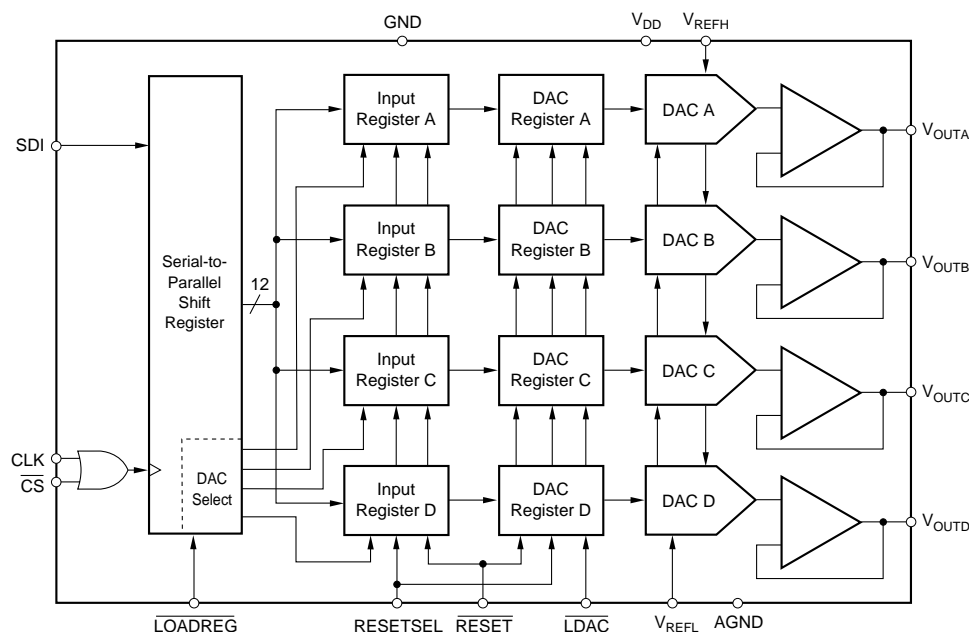 GND
VDD
VREFH
SDI
Serial-to-
Parallel
Shift
Register
12
DAC
Select
CLK
CS
Input
Register A
DAC
Register A
DAC A
VOUTA
Input
Register B
DAC
Register B
DAC B
VOUTB
Input
Register C
DAC
Register C
DAC C
VOUTC
Input
Register D
DAC
Register D
DAC D
VOUTD
LOADREG
RESETSEL
RESET
LDAC
VREFL
AGND